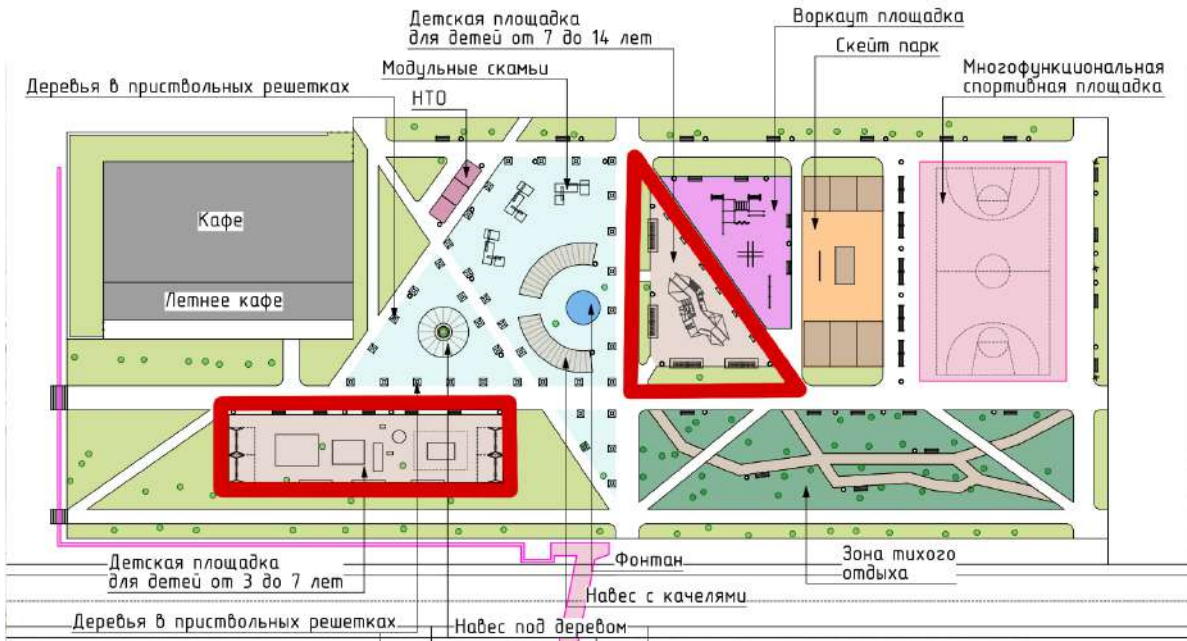 Детская площадка
для детей от 7 до 14 лет
Воркаут площадка
Скейт парк
Многофункциональная
спортивная площадка
Модульные скамьи
Деревья в приствольных решетках
НТО
Кафе
Летнее кафе
Детская площадка
для детей от 3 до 7 лет
Фонтан
Зона тихого
отдыха
Навес с качелями
Деревья в приствольных решетках
Навес под деревом